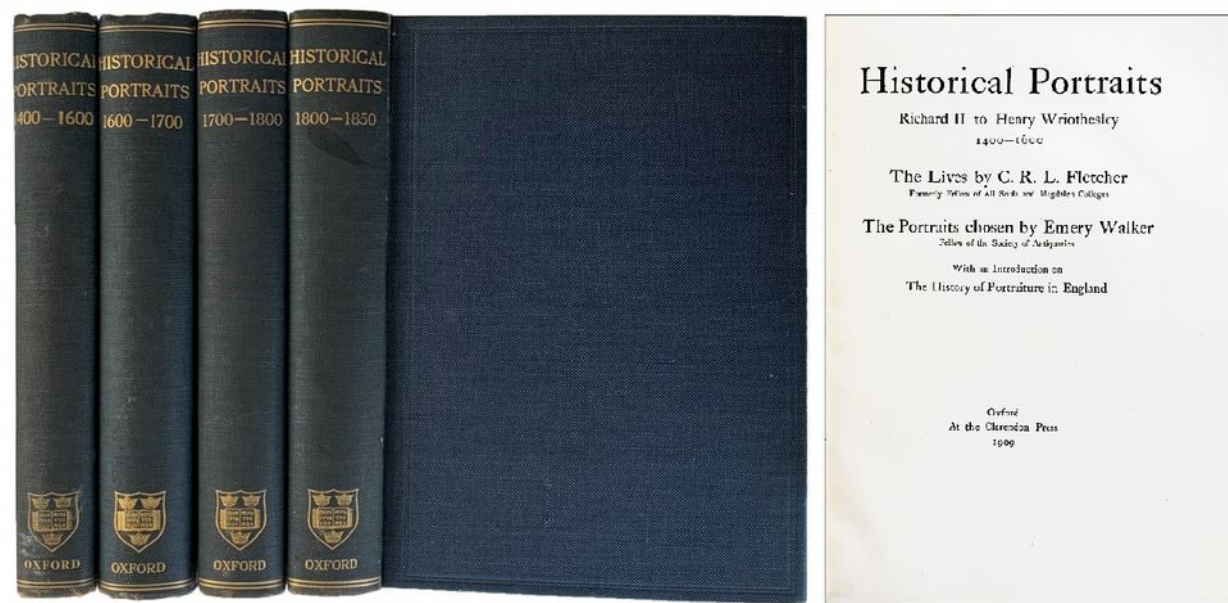 HISTORICAL
PORTRAITS
1400—1600
OXFORD
HISTORICAL
PORTRAITS
1600—1700
OXFORD
HISTORICAL
PORTRAITS
1700—1800
OXFORD
HISTORICAL
PORTRAITS
1800—1850
OXFORD
Historical Portraits
Richard II to Henry Wriothesley
1400—1600
The Lives by C. R. L. Fletcher
Formerly Fellow of All Souls and Magdalen Colleges
The Portraits chosen by Emery Walker
Fellow of the Society of Antiquaries
With an Introduction on
The History of Portraiture in England
Oxford
At the Clarendon Press
1909